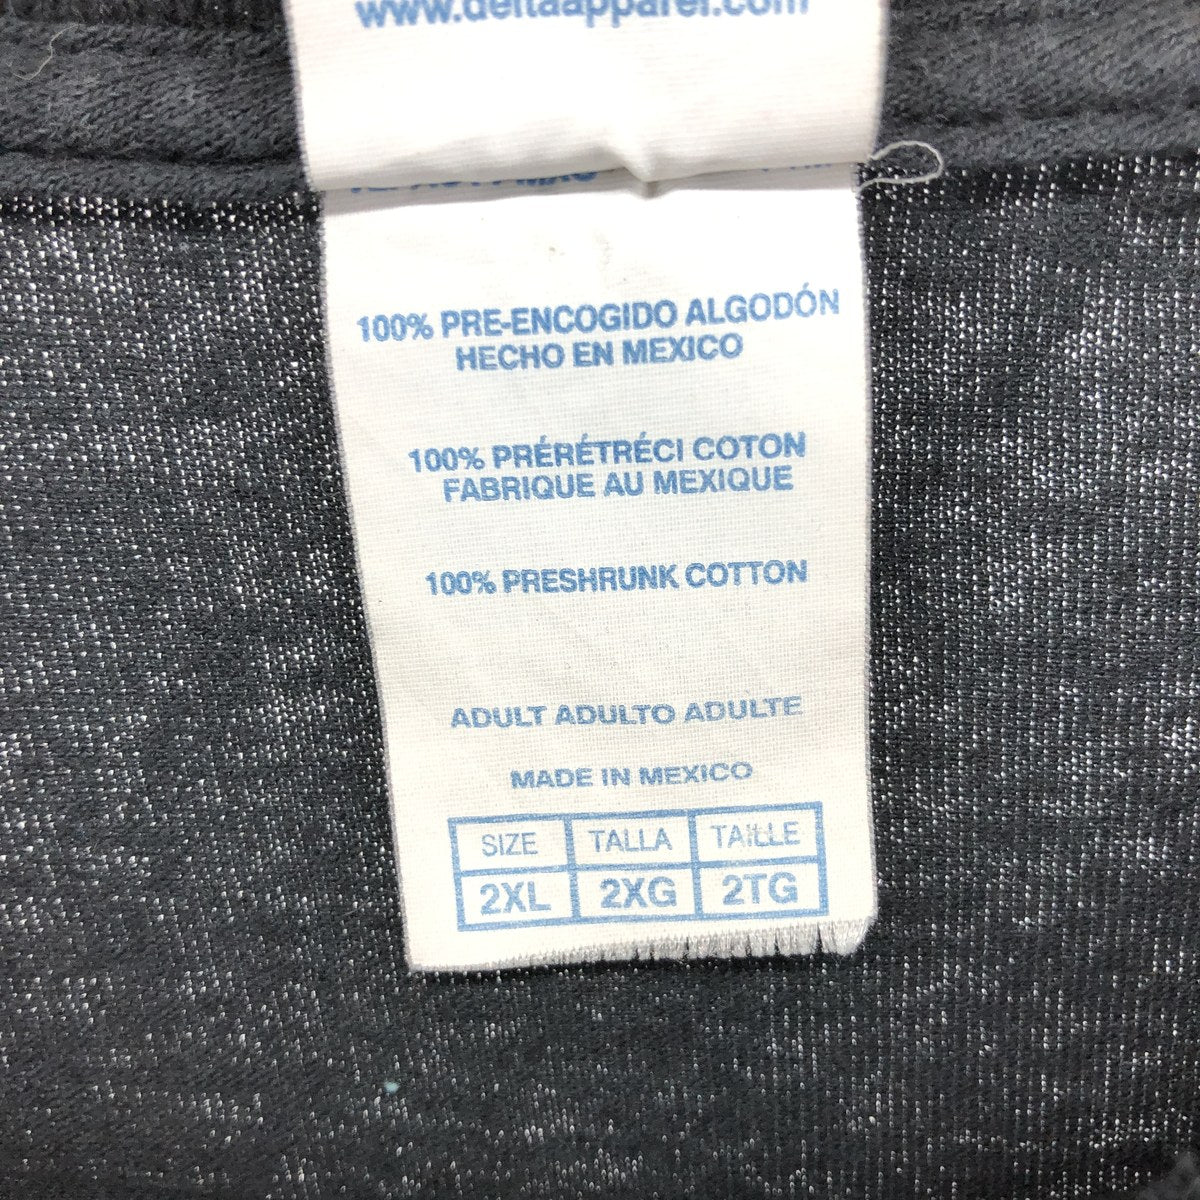 www.deltaapparel.com
100% PRE-ENCOGIDO ALGODÓN
HECHO EN MEXICO
100% PRÉRÉTRÉCI COTON
FABRIQUE AU MEXIQUE
100% PRESHRUNK COTTON
ADULT ADULTO ADULTE
MADE IN MEXICO
SIZE TALLA TAILLE
2XL 2XG 2TG